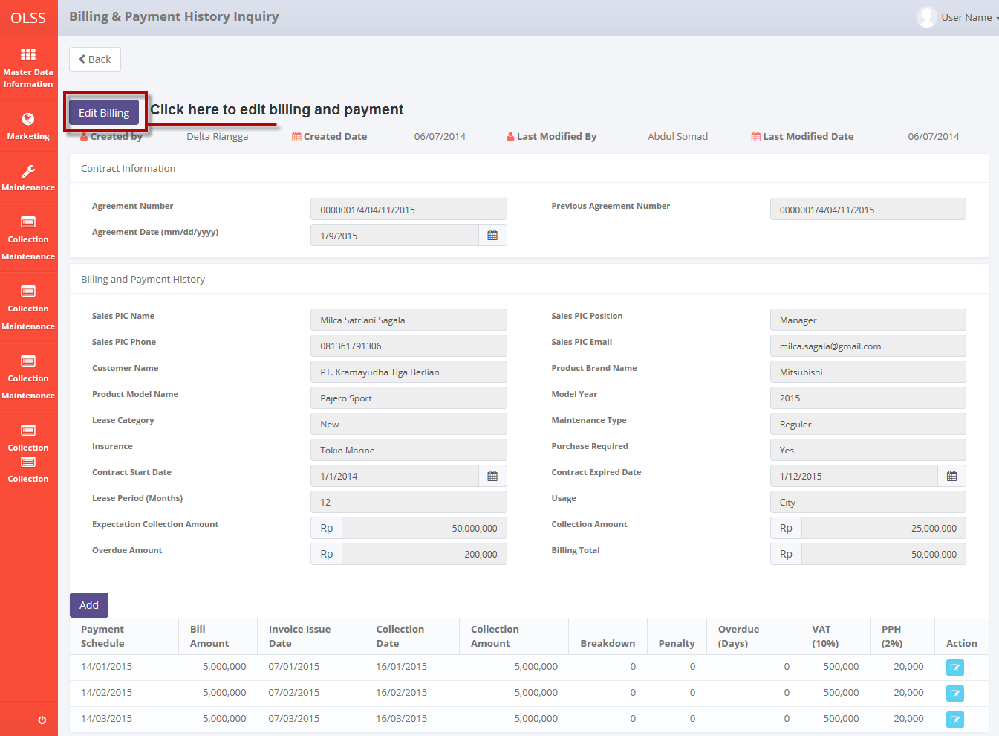 OLSS
Billing & Payment History Inquiry
User Name
Master Data
Information
Marketing
Maintenance
Collection
Maintenance
Collection
Maintenance
Collection
Maintenance
Collection
Collection
Back
Edit Billing
Click here to edit billing and payment
Created by Delta Riangga Created Date 06/07/2014 Last Modified By Abdul Somad Last Modified Date 06/07/2014
Contract Information
Agreement Number 0000001/4/04/11/2015 Previous Agreement Number 0000001/4/04/11/2015
Agreement Date (mm/dd/yyyy) 1/9/2015
Billing and Payment History
Sales PIC Name Milca Satriani Sagala Sales PIC Position Manager
Sales PIC Phone 081361791306 Sales PIC Email milca.sagala@gmail.com
Customer Name PT. Kramayudha Tiga Berlian Product Brand Name Mitsubishi
Product Model Name Pajero Sport Model Year 2015
Lease Category New Maintenance Type Reguler
Insurance Tokio Marine Purchase Required Yes
Contract Start Date 1/1/2014 Contract Expired Date 1/12/2015
Lease Period (Months) 12 Usage City
Expectation Collection Amount Rp 50,000,000 Collection Amount Rp 25,000,000
Overdue Amount Rp 200,000 Billing Total Rp 50,000,000
Add
Payment Schedule Bill Amount Invoice Issue Date Collection Date Collection Amount Breakdown Penalty Overdue (Days) VAT (10%) PPH (2%) Action
14/01/2015 5,000,000 07/01/2015 16/01/2015 5,000,000 0 0 0 500,000 20,000
14/02/2015 5,000,000 07/02/2015 16/02/2015 5,000,000 0 0 0 500,000 20,000
14/03/2015 5,000,000 07/03/2015 16/03/2015 5,000,000 0 0 0 500,000 20,000